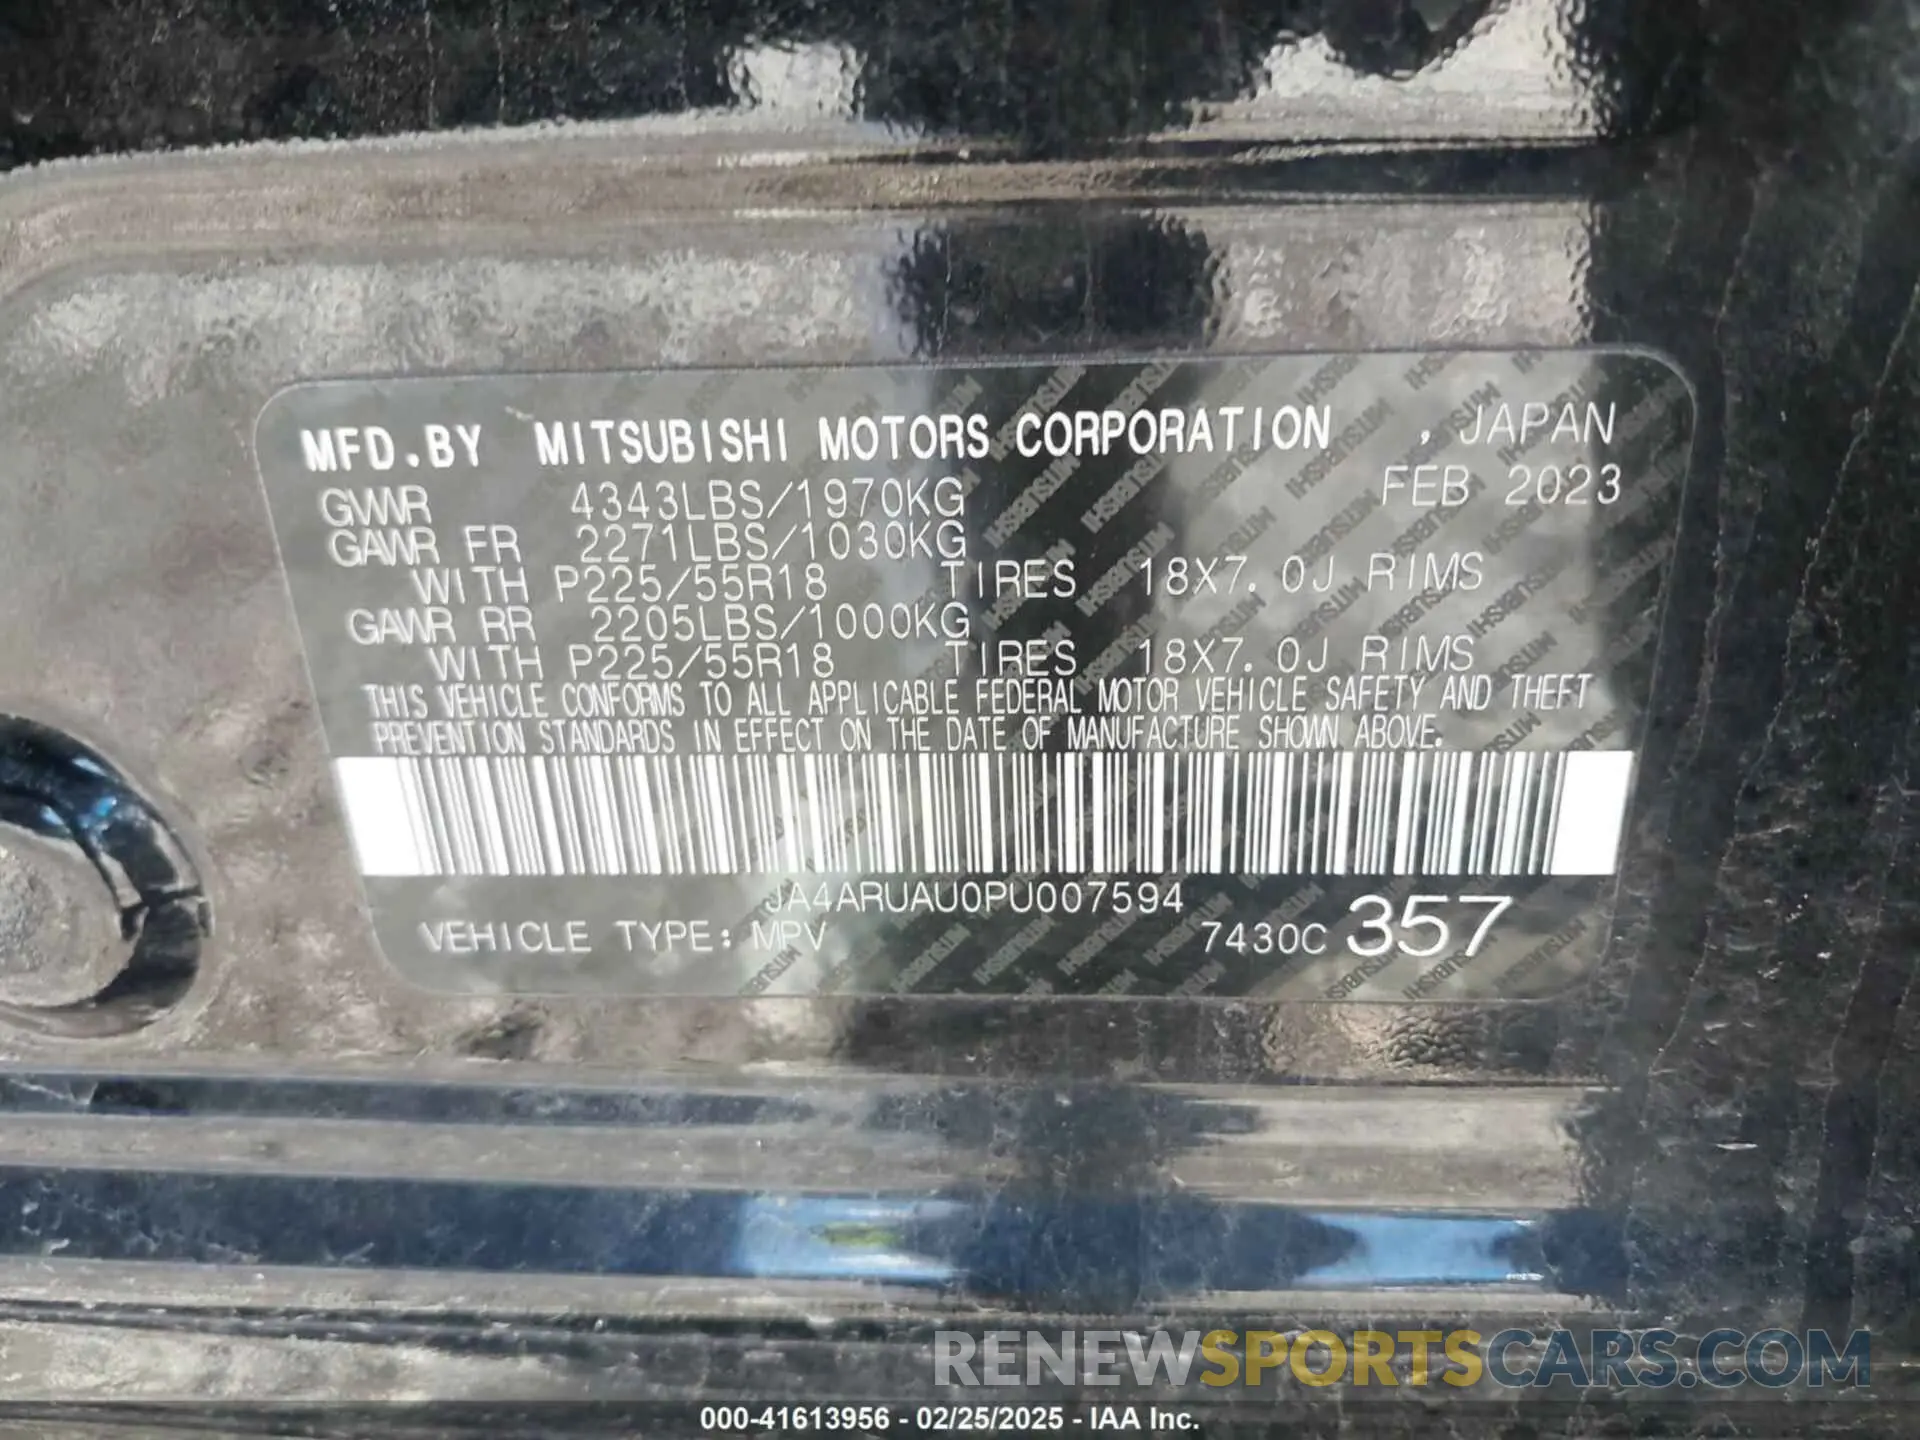 MFD.BY MITSUBISHI MOTORS CORPORATION , JAPAN
GVWR 4343LBS/1970KG FEB 2023
GAWR FR 2271LBS/1030KG
WITH P225/55R18 TIRES 18X7.0J RIMS
GAWR RR 2205LBS/1000KG
WITH P225/55R18 TIRES 18X7.0J RIMS
THIS VEHICLE CONFORMS TO ALL APPLICABLE FEDERAL MOTOR VEHICLE SAFETY AND THEFT
PREVENTION STANDARDS IN EFFECT ON THE DATE OF MANUFACTURE SHOWN ABOVE.
JA4ARUAU0PU007594
VEHICLE TYPE: MPV 7430C 357
RENEWSPORTSCARS.COM
000-41613956 - 02/25/2025 - IAA Inc.